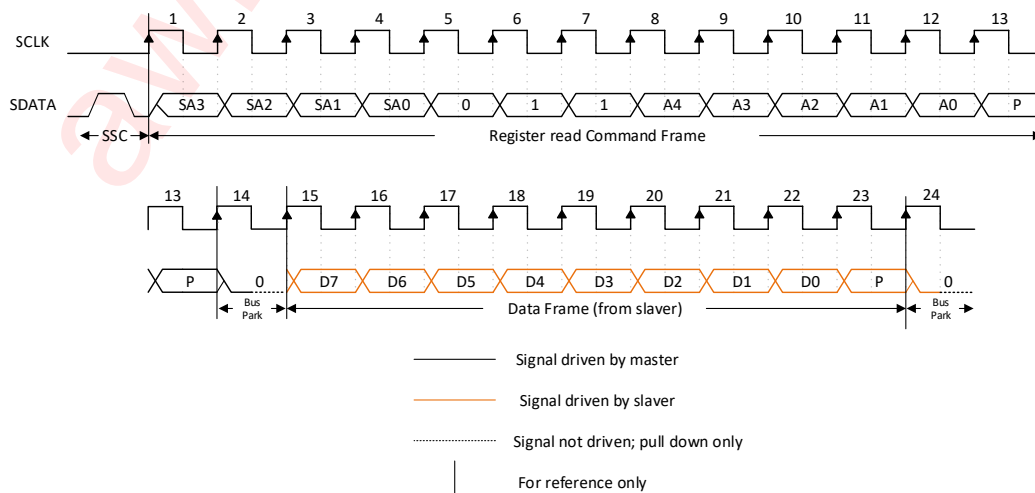 1 2 3 4 5 6 7 8 9 10 11 12 13
SCLK
SDATA SA3 SA2 SA1 SA0 0 1 1 A4 A3 A2 A1 A0 P
SSC Register read Command Frame
13 14 15 16 17 18 19 20 21 22 23 24
P 0 D7 D6 D5 D4 D3 D2 D1 D0 P 0
Bus Park Data Frame (from slaver) Bus Park
Signal driven by master
Signal driven by slaver
Signal not driven; pull down only
For reference only